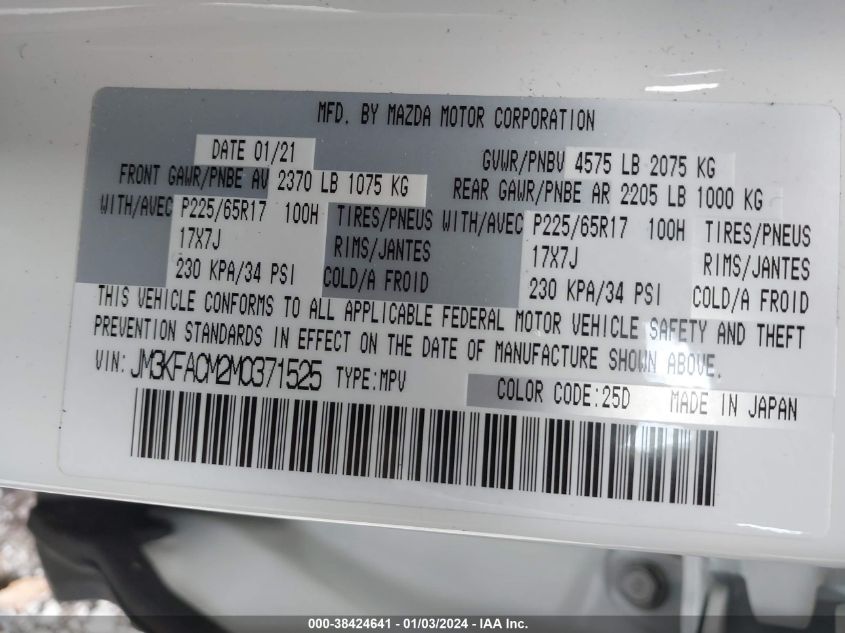 MFD. BY MAZDA MOTOR CORPORATION
DATE 01/21 GVWR/PNBV 4575 LB 2075 KG
FRONT GAWR/PNBE AV 2370 LB 1075 KG REAR GAWR/PNBE AR 2205 LB 1000 KG
WITH/AVEC P225/65R17 100H TIRES/PNEUS WITH/AVEC P225/65R17 100H TIRES/PNEUS
17X7J RIMS/JANTES 17X7J RIMS/JANTES
230 KPA/34 PSI COLD/A FROID 230 KPA/34 PSI COLD/A FROID
THIS VEHICLE CONFORMS TO ALL APPLICABLE FEDERAL MOTOR VEHICLE SAFETY AND THEFT
PREVENTION STANDARDS IN EFFECT ON THE DATE OF MANUFACTURE SHOWN ABOVE.
VIN: JM3KFACM2M0371525 TYPE:MPV COLOR CODE:25D MADE IN JAPAN
000-38424641 - 01/03/2024 - IAA Inc.